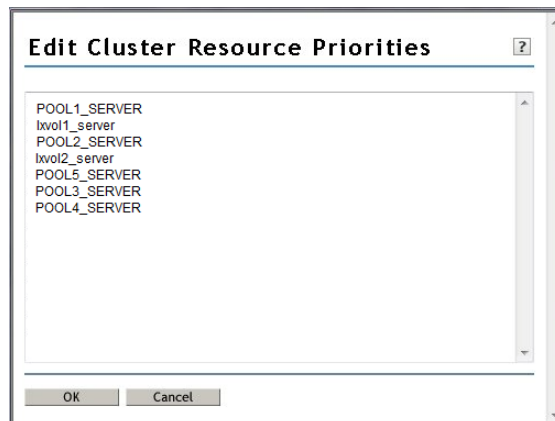 Edit Cluster Resource Priorities ?
POOL1_SERVER
lxvol1_server
POOL2_SERVER
lxvol2_server
POOL5_SERVER
POOL3_SERVER
POOL4_SERVER
OK Cancel